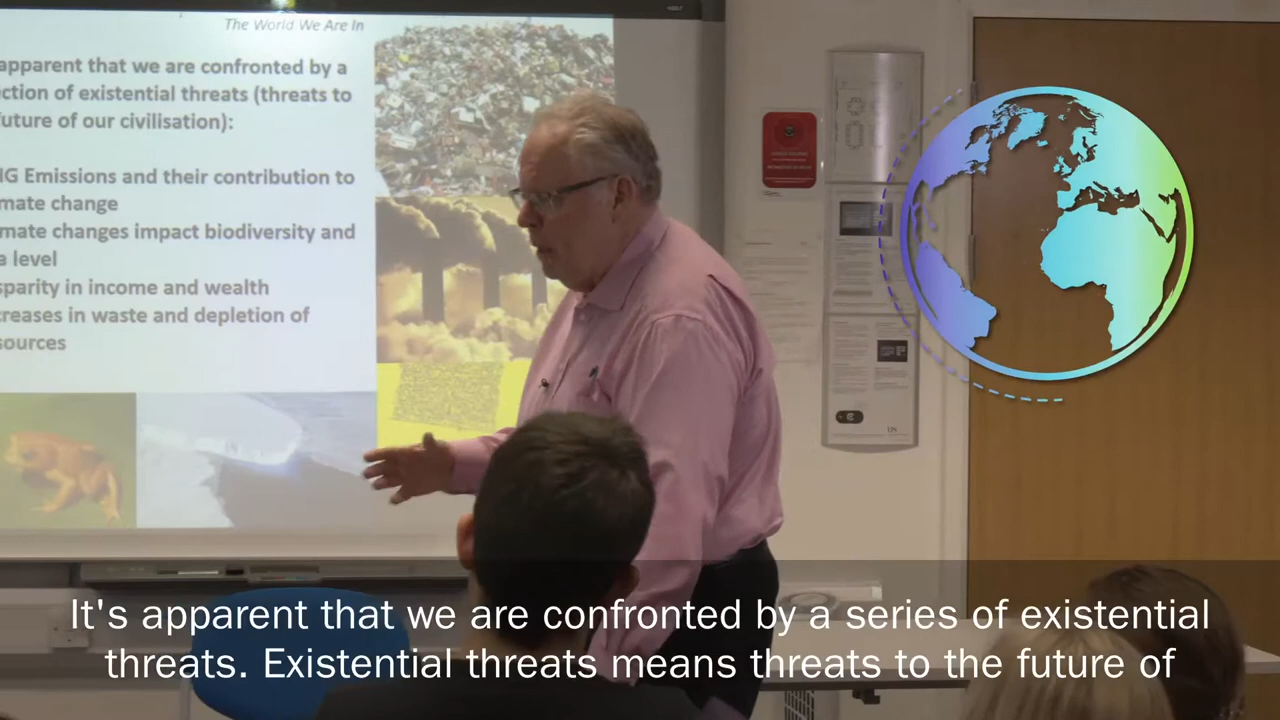 The World We Are In
apparent that we are confronted by a
ction of existential threats (threats to
uture of our civilisation):
G Emissions and their contribution to
mate change
mate changes impact biodiversity and
a level
sparity in income and wealth
creases in waste and depletion of
sources
It's apparent that we are confronted by a series of existential
threats. Existential threats means threats to the future of